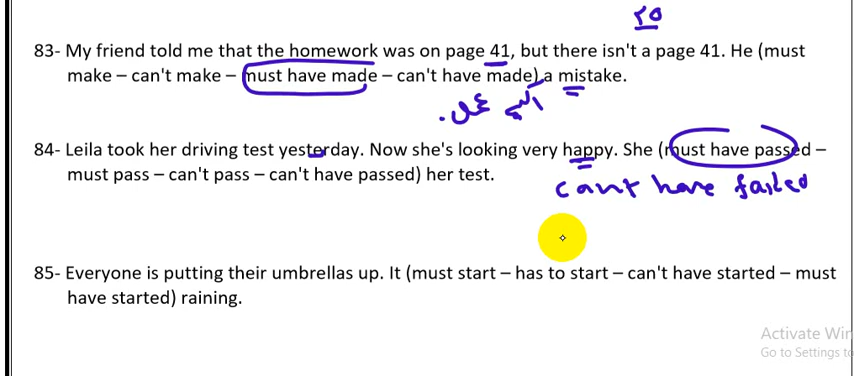 ٢٥
83- My friend told me that the homework was on page 41, but there isn't a page 41. He (must
make – can't make – must have made – can't have made) a mistake.
84- Leila took her driving test yesterday. Now she's looking very happy. She (must have passed –
must pass – can't pass – can't have passed) her test.
can't have failed
85- Everyone is putting their umbrellas up. It (must start – has to start – can't have started – must
have started) raining.
Activate Win
Go to Settings to